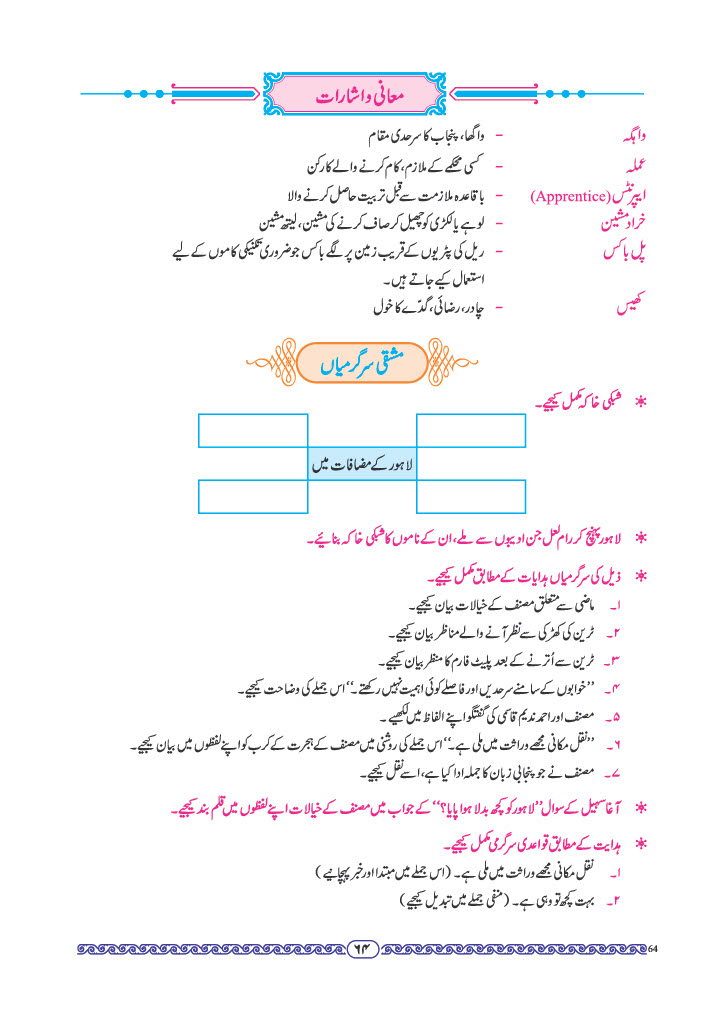 معانی و اشارات
واہگہ – واگھا، پنجاب کا سرحدی مقام
عملہ – کسی محکمے کے ملازم، کام کرنے والے کارکن
اپپرنٹس (Apprentice) – باقاعدہ ملازمت سے قبل تربیت حاصل کرنے والا
خراد مشین – لوہے یا لکڑی کو چھیل کر صاف کرنے کی مشین، لیتھ مشین
پل باکس – ریل کی پٹریوں کے قریب زمین پر لگے باکس جو ضروری تکنیکی کاموں کے لیے
استعمال کیے جاتے ہیں۔
کھیس – چادر، رضائی، گدّے کا خول
مشقی سرگرمیاں
شبکی خاکہ مکمل کیجیے۔
لاہور کے مضافات میں
لاہور پہنچ کر رام لعل جن ادیبوں سے ملے، ان کے ناموں کا شبکی خاکہ بنائیے۔
ذیل کی سرگرمیاں ہدایات کے مطابق مکمل کیجیے۔
۱۔ ماضی سے متعلق مصنف کے خیالات بیان کیجیے۔
۲۔ ٹرین کی کھڑکی سے نظر آنے والے مناظر بیان کیجیے۔
۳۔ ٹرین سے اُترنے کے بعد پلیٹ فارم کا منظر بیان کیجیے۔
۴۔ ’’خوابوں کے سامنے سرحدیں اور فاصلے کوئی اہمیت نہیں رکھتے۔‘‘ اس جملے کی وضاحت کیجیے۔
۵۔ مصنف اور احمد ندیم قاسمی کی گفتگو اپنے الفاظ میں لکھیے۔
۶۔ ’’نقل مکانی مجھے وراثت میں ملی ہے۔‘‘ اس جملے کی روشنی میں مصنف کے ہجرت کے کرب کو اپنے لفظوں میں بیان کیجیے۔
۷۔ مصنف نے جو پنجابی زبان کا جملہ ادا کیا ہے، اسے نقل کیجیے۔
آغا سہیل کے سوال ’’لاہور کو کچھ بدلا ہوا پایا؟‘‘ کے جواب میں مصنف کے خیالات اپنے لفظوں میں قلم بند کیجیے۔
ہدایت کے مطابق قواعدی سرگرمی مکمل کیجیے۔
۱۔ نقل مکانی مجھے وراثت میں ملی ہے۔ (اس جملے میں مبتدا اور خبر پہچانیے)
۲۔ بہت کچھ تو وہی ہے۔ (منفی جملے میں تبدیل کیجیے)
۶۴
64